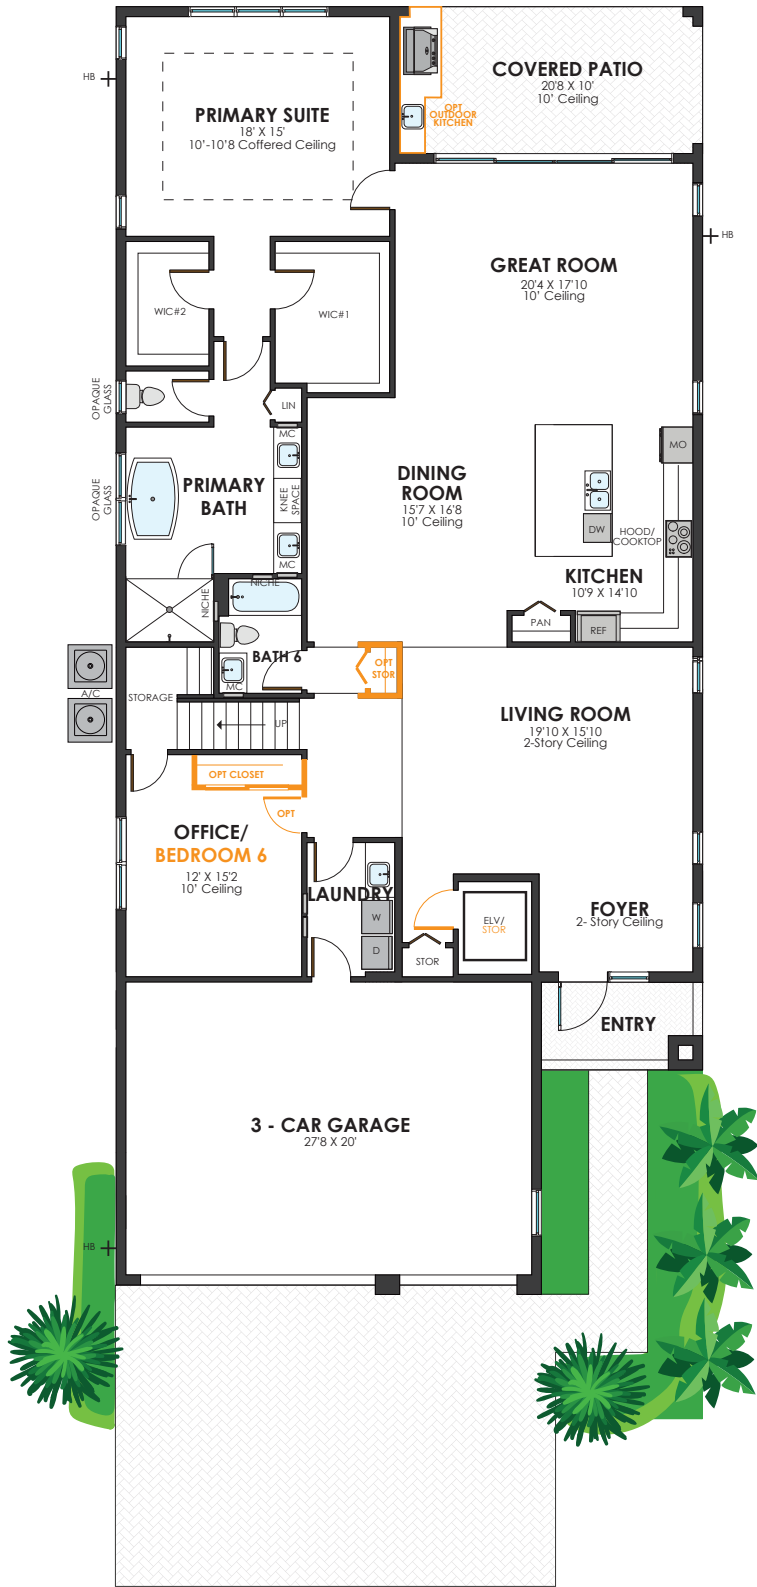 COVERED PATIO
20'8 X 10'
10' Ceiling
OPT
OUTDOOR
KITCHEN
HB
PRIMARY SUITE
18' X 15'
10'-10'8 Coffered Ceiling
HB
GREAT ROOM
20'4 X 17'10
10' Ceiling
WIC#2
WIC#1
OPAQUE
GLASS
LIN
MC
MO
PRIMARY
BATH
KNEE
SPACE
OPAQUE
GLASS
DINING
ROOM
15'7 X 16'8
10' Ceiling
DW
HOOD/
COOKTOP
MC
KITCHEN
10'9 X 14'10
NICHE
NICHE
PAN
REF
BATH 6
MC
OPT
STOR
A/C
STORAGE
UP
LIVING ROOM
19'10 X 15'10
2-Story Ceiling
OPT CLOSET
OPT
OFFICE/
BEDROOM 6
12' X 15'2
10' Ceiling
LAUNDRY
W
D
ELV/
STOR
STOR
FOYER
2- Story Ceiling
ENTRY
3 - CAR GARAGE
27'8 X 20'
HB